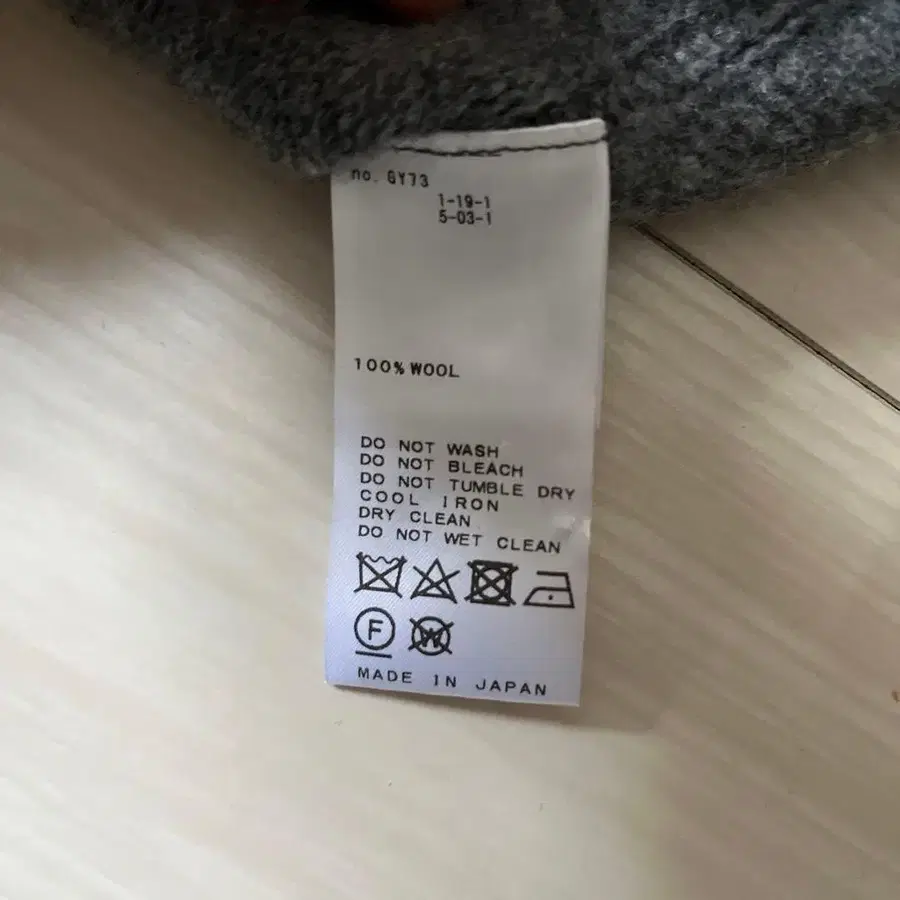 no. GY73
1-19-1
5-03-1
100% WOOL
DO NOT WASH
DO NOT BLEACH
DO NOT TUMBLE DRY
COOL IRON
DRY CLEAN
DO NOT WET CLEAN
F W
MADE IN JAPAN